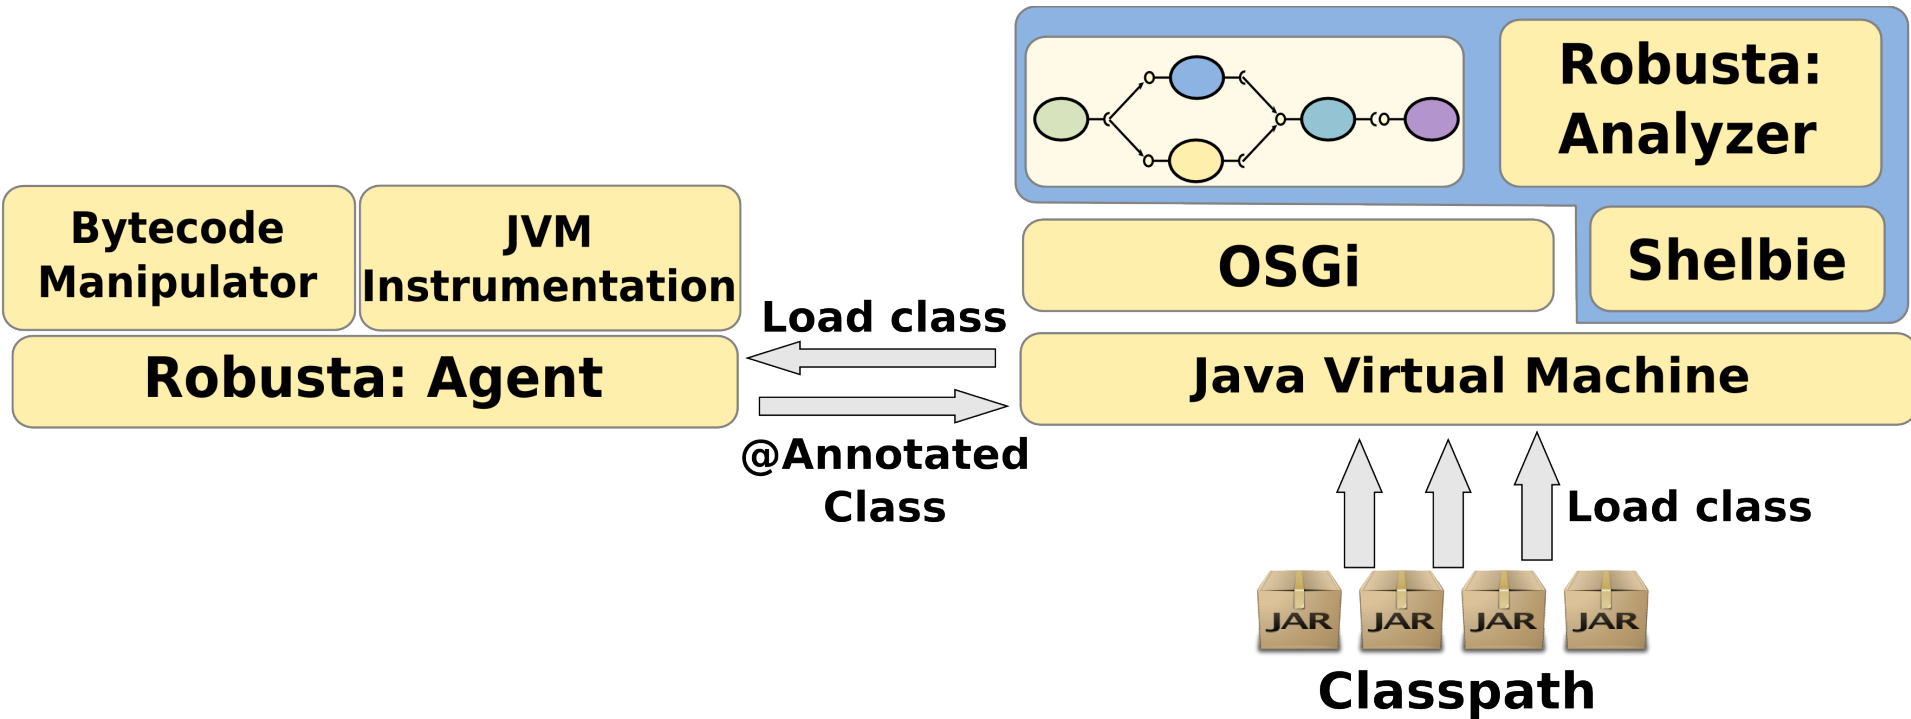 Robusta:
Analyzer
Bytecode
Manipulator
JVM
Instrumentation
OSGi
Shelbie
Load class
Robusta: Agent
Java Virtual Machine
@Annotated
Class
Load class
JAR
JAR
JAR
JAR
Classpath